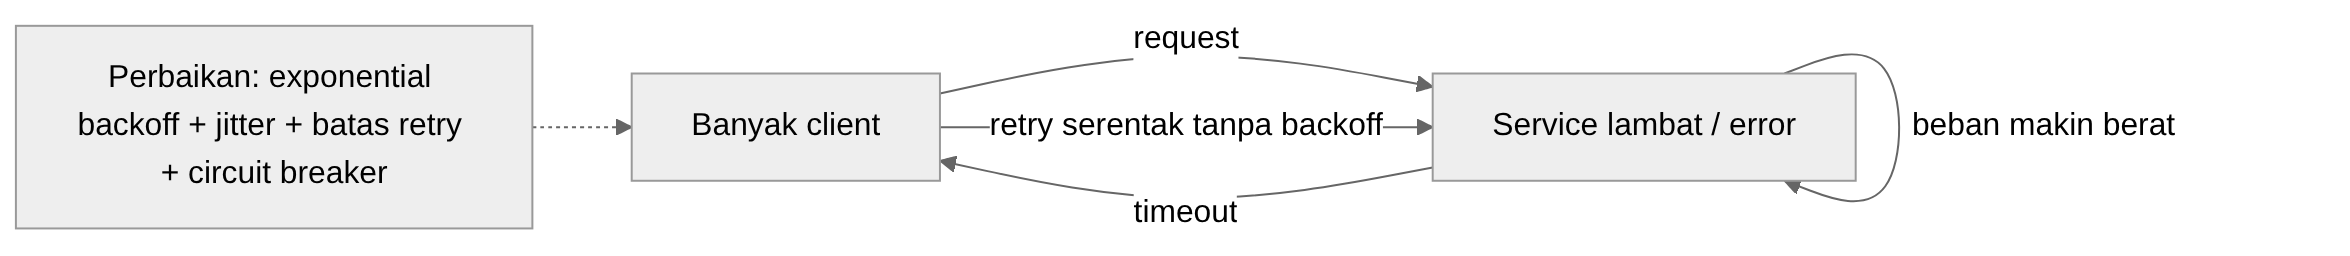 Perbaikan: exponential
backoff + jitter + batas retry
+ circuit breaker
Banyak client
request
retry serentak tanpa backoff
timeout
Service lambat / error
beban makin berat